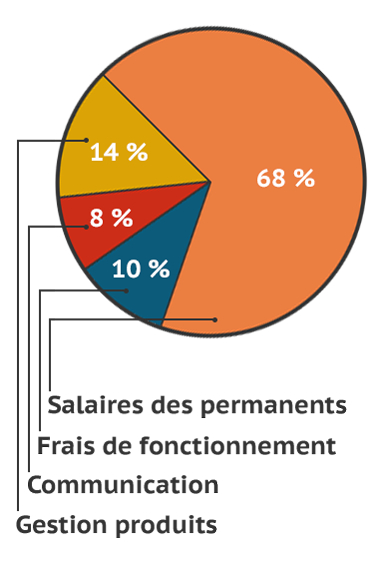 14 %
68 %
8 %
10 %
Salaires des permanents
Frais de fonctionnement
Communication
Gestion produits